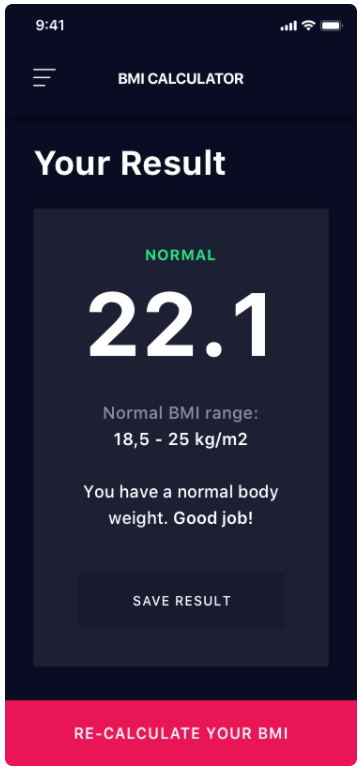 9:41
BMI CALCULATOR
Your Result
NORMAL
22.1
Normal BMI range:
18,5 - 25 kg/m2
You have a normal body
weight. Good job!
SAVE RESULT
RE-CALCULATE YOUR BMI